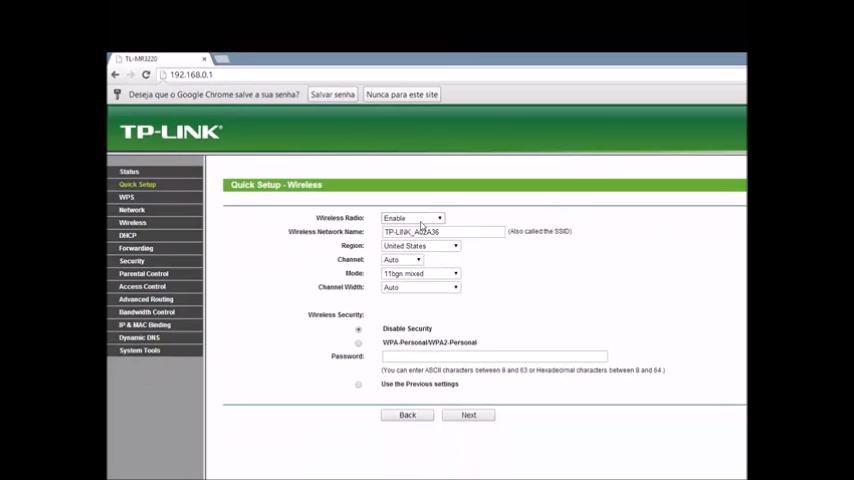 TL-MR3220
192.168.0.1
Deseja que o Google Chrome salve a sua senha? Salvar senha Nunca para este site
TP-LINK
Status
Quick Setup
WPS
Network
Wireless
DHCP
Forwarding
Security
Parental Control
Access Control
Advanced Routing
Bandwidth Control
IP & MAC Binding
Dynamic DNS
System Tools
Quick Setup - Wireless
Wireless Radio: Enable
Wireless Network Name: TP-LINK_A02A36 (Also called the SSID)
Region: United States
Channel: Auto
Mode: 11bgn mixed
Channel Width: Auto
Wireless Security:
Disable Security
WPA-Personal/WPA2-Personal
Password:
(You can enter ASCII characters between 8 and 63 or Hexadecimal characters between 8 and 64.)
Use the Previous settings
Back Next